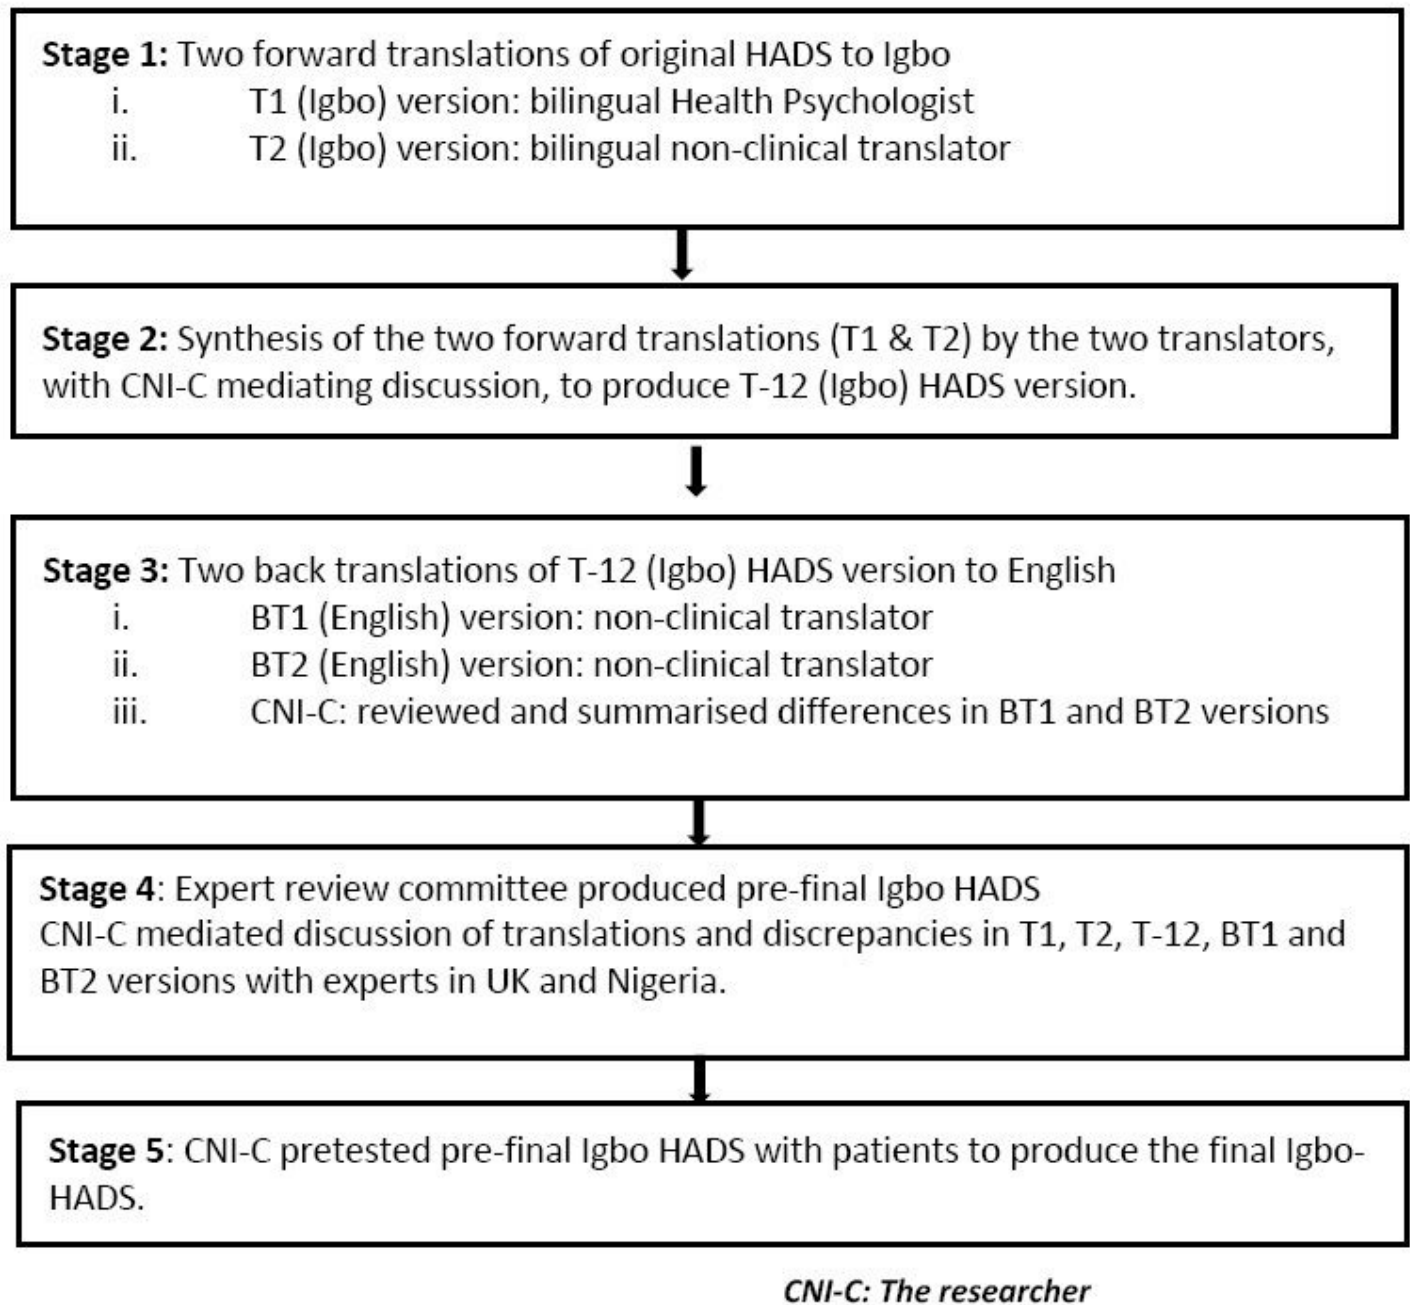 Stage 1: Two forward translations of original HADS to Igbo
i. T1 (Igbo) version: bilingual Health Psychologist
ii. T2 (Igbo) version: bilingual non-clinical translator
Stage 2: Synthesis of the two forward translations (T1 & T2) by the two translators,
with CNI-C mediating discussion, to produce T-12 (Igbo) HADS version.
Stage 3: Two back translations of T-12 (Igbo) HADS version to English
i. BT1 (English) version: non-clinical translator
ii. BT2 (English) version: non-clinical translator
iii. CNI-C: reviewed and summarised differences in BT1 and BT2 versions
Stage 4: Expert review committee produced pre-final Igbo HADS
CNI-C mediated discussion of translations and discrepancies in T1, T2, T-12, BT1 and
BT2 versions with experts in UK and Nigeria.
Stage 5: CNI-C pretested pre-final Igbo HADS with patients to produce the final Igbo-
HADS.
CNI-C: The researcher